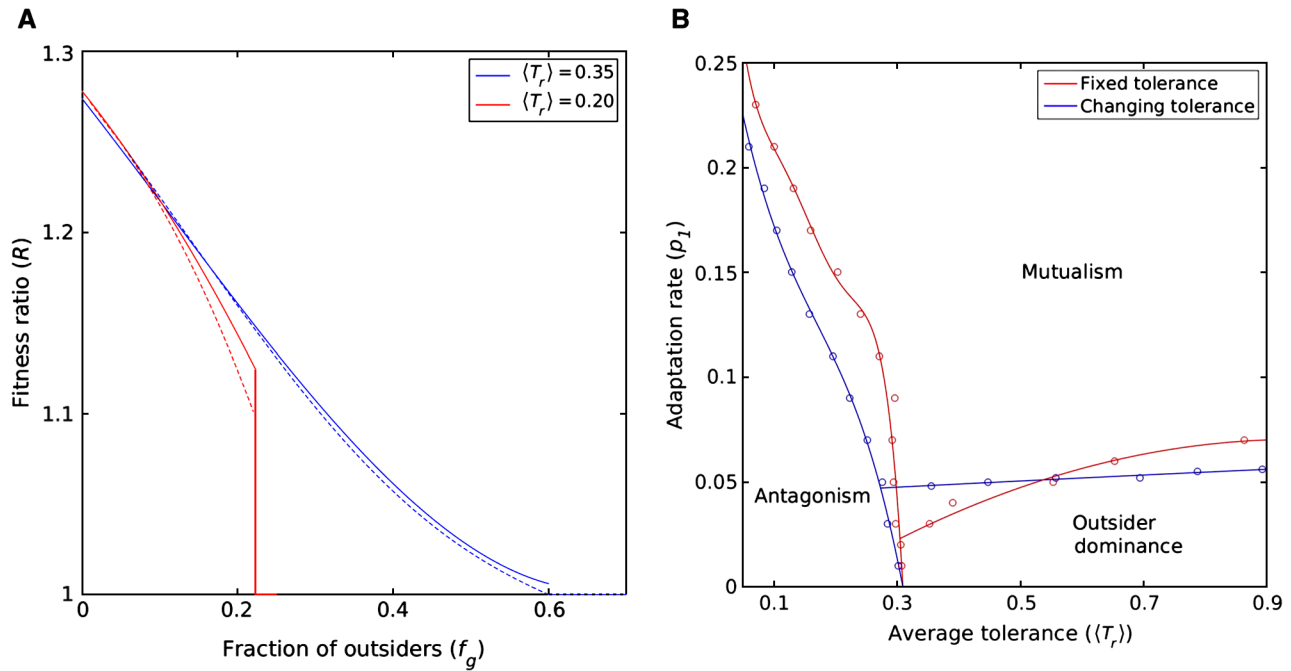 A
1.3
1.2
1.1
1
0
0.2
0.4
0.6
Fitness ratio (R)
Fraction of outsiders (f_g)
⟨T_r⟩ = 0.35
⟨T_r⟩ = 0.20
B
0.25
0.2
0.15
0.1
0.05
0
0.1
0.3
0.5
0.7
0.9
Adaptation rate (p_1)
Average tolerance (⟨T_r⟩)
Fixed tolerance
Changing tolerance
Mutualism
Antagonism
Outsider
dominance